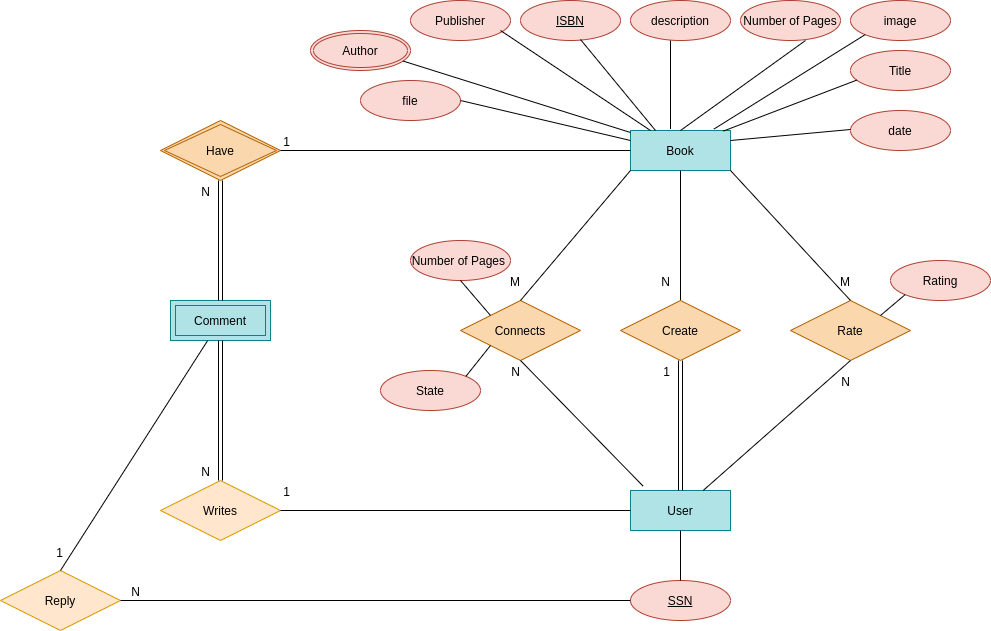 Publisher
ISBN
description
Number of Pages
image
Author
Title
file
date
Have
1
Book
N
Number of Pages
M
N
M
Rating
Comment
Connects
Create
Rate
N
1
N
State
N
1
Writes
User
1
N
Reply
SSN